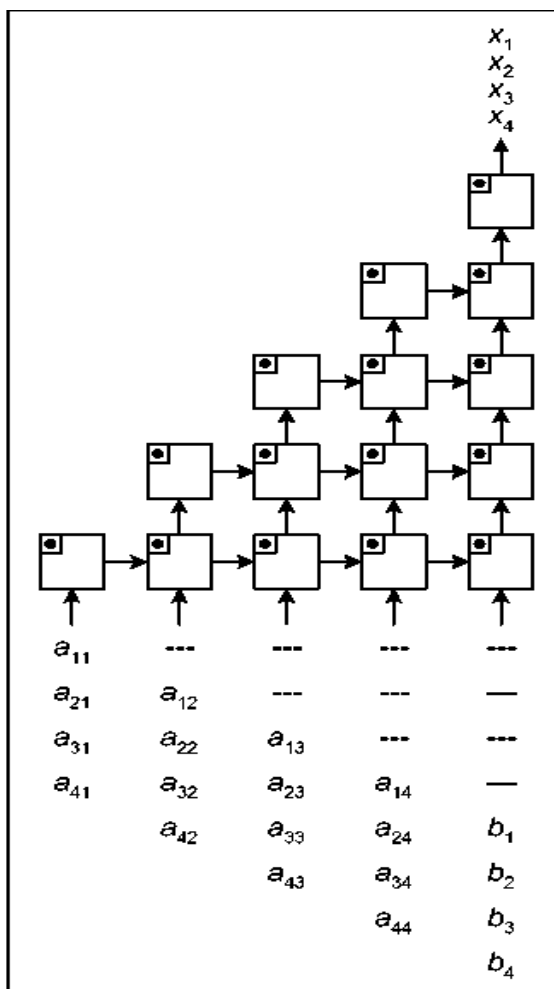 x₁
x₂
x₃
x₄
a₁₁ --- --- --- ---
a₂₁ a₁₂ --- --- —
a₃₁ a₂₂ a₁₃ --- ---
a₄₁ a₃₂ a₂₃ a₁₄ —
a₄₂ a₃₃ a₂₄ b₁
a₄₃ a₃₄ b₂
a₄₄ b₃
b₄